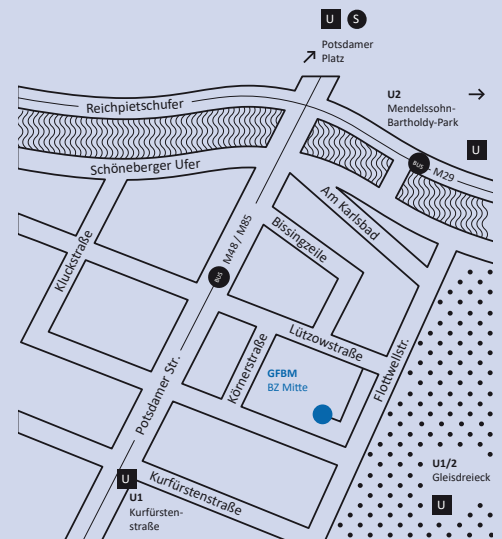 U S
Potsdamer
Platz
U2
Mendelssohn-
Bartholdy-Park
U
Reichpietschufer
BUS
M29
Schöneberger Ufer
Am Karlsbad
Bissingzeile
Kluckstraße
M48 / M85
BUS
Lützowstraße
Körnerstraße
Flottwellstr.
Potsdamer Str.
GFBM
BZ Mitte
U1/2
Gleisdreieck
U
U
U1
Kurfürsten-
straße
Kurfürstenstraße